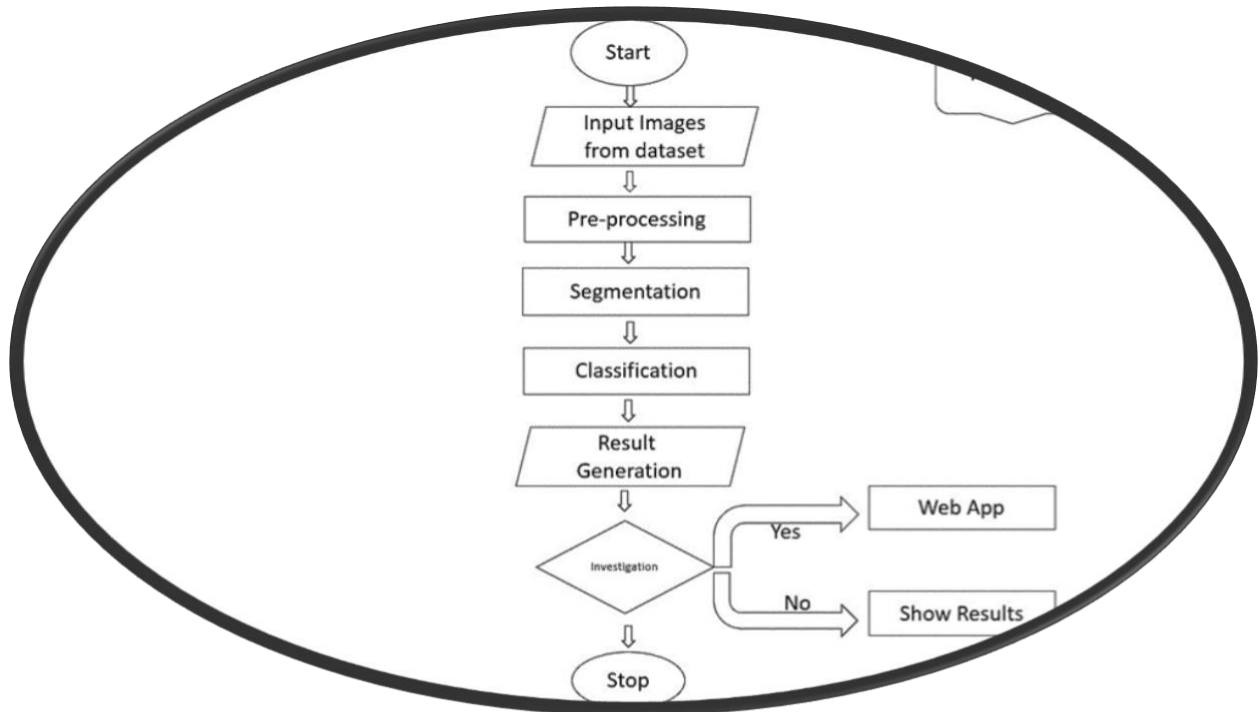 Start
Input Images
from dataset
Pre-processing
Segmentation
Classification
Result
Generation
Web App
Yes
Investigation
No
Show Results
Stop